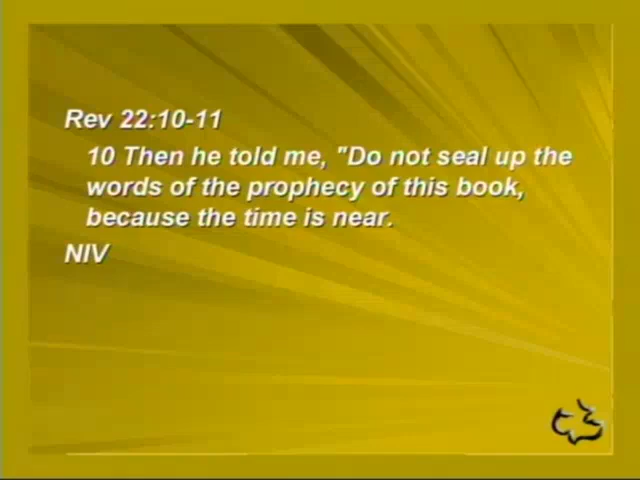 Rev 22:10-11
10 Then he told me, "Do not seal up the
words of the prophecy of this book,
because the time is near.
NIV